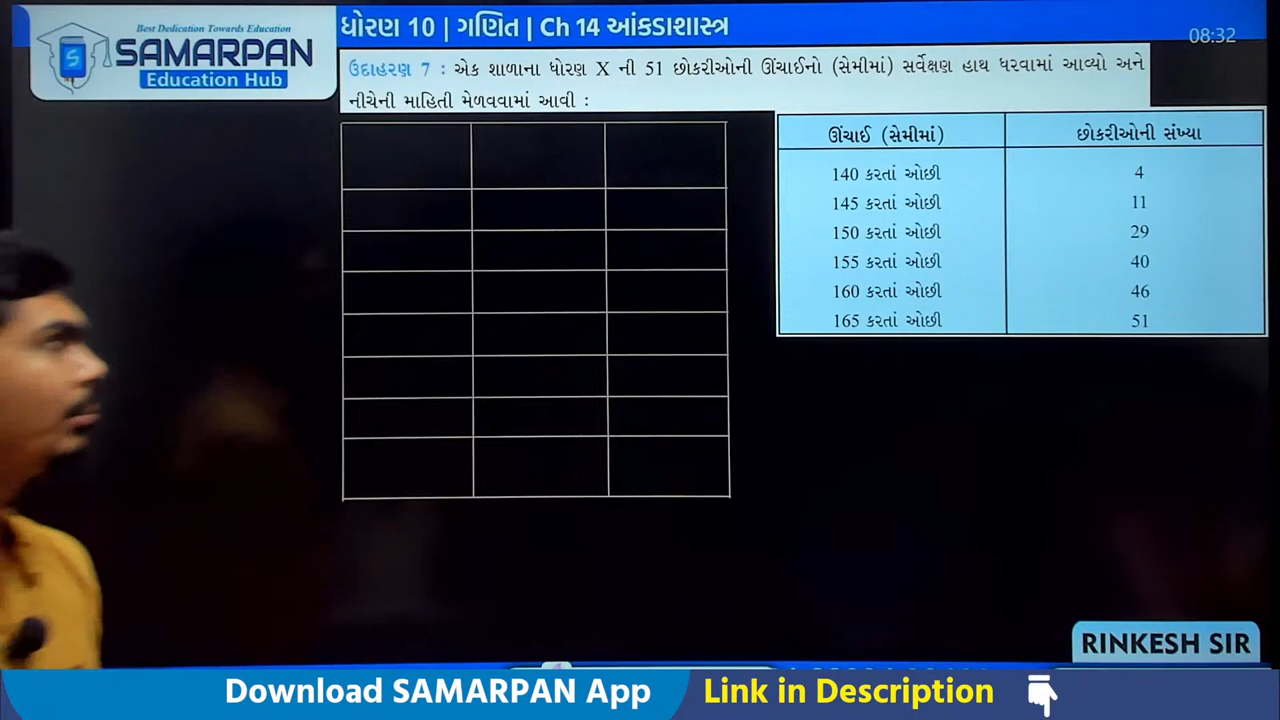 Best Dedication Towards Education
SAMARPAN
Education Hub
ધોરણ 10 | ગણિત | Ch 14 આંકડાશાસ્ત્ર
08:32
ઉદાહરણ 7 : એક શાળાના ધોરણ X ની 51 છોકરીઓની ઊંચાઈનો (સેમીમાં) સર્વેક્ષણ હાથ ધરવામાં આવ્યો અને
નીચેની માહિતી મેળવવામાં આવી :
ઊંચાઈ (સેમીમાં) છોકરીઓની સંખ્યા
140 કરતાં ઓછી 4
145 કરતાં ઓછી 11
150 કરતાં ઓછી 29
155 કરતાં ઓછી 40
160 કરતાં ઓછી 46
165 કરતાં ઓછી 51
RINKESH SIR
Download SAMARPAN App Link in Description